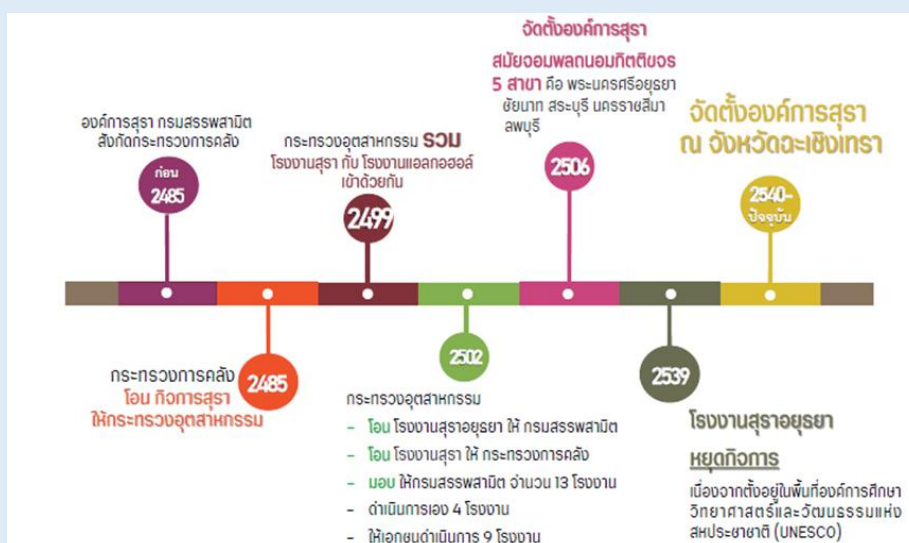 องค์การสุรา กรมสรรพสามิต
สังกัดกระทรวงการคลัง
ก่อน
2485
กระทรวงการคลัง
โอน กิจการสุรา
ให้กระทรวงอุตสาหกรรม
2485
กระทรวงอุตสาหกรรม รวม
โรงงานสุรา กับ โรงงานแอลกอฮอล์
เข้าด้วยกัน
2499
2502
กระทรวงอุตสาหกรรม
- โอน โรงงานสุราอยุธยา ให้ กรมสรรพสามิต
- โอน โรงงานสุรา ให้ กระทรวงการคลัง
- มอบ ให้กรมสรรพสามิต จำนวน 13 โรงงาน
- ดำเนินการเอง 4 โรงงาน
- ให้เอกชนดำเนินการ 9 โรงงาน
จัดตั้งองค์การสุรา
สมัยจอมพลถนอมกิตติขจร
5 สาขา คือ พระนครศรีอยุธยา
ชัยนาท สระบุรี นครราชสีมา
ลพบุรี
2506
2539
โรงงานสุราอยุธยา
หยุดกิจการ
เนื่องจากตั้งอยู่ในพื้นที่องค์การศึกษา
วิทยาศาสตร์และวัฒนธรรมแห่ง
สหประชาชาติ (UNESCO)
จัดตั้งองค์การสุรา
ณ จังหวัดฉะเชิงเทรา
2540-
ปัจจุบัน